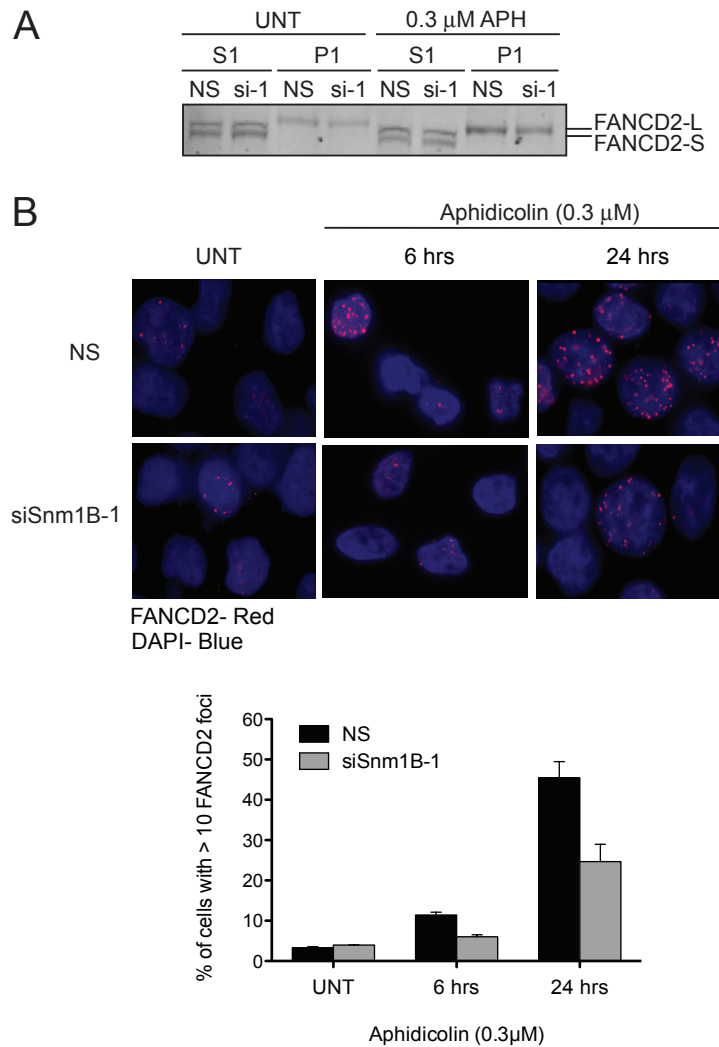 A
UNT 0.3 µM APH
S1 P1 S1 P1
NS si-1 NS si-1 NS si-1 NS si-1
FANCD2-L
FANCD2-S
B
Aphidicolin (0.3 µM)
UNT 6 hrs 24 hrs
NS
siSnm1B-1
FANCD2- Red
DAPI- Blue
% of cells with > 10 FANCD2 foci
60
50
40
30
20
10
0
NS
siSnm1B-1
UNT 6 hrs 24 hrs
Aphidicolin (0.3µM)